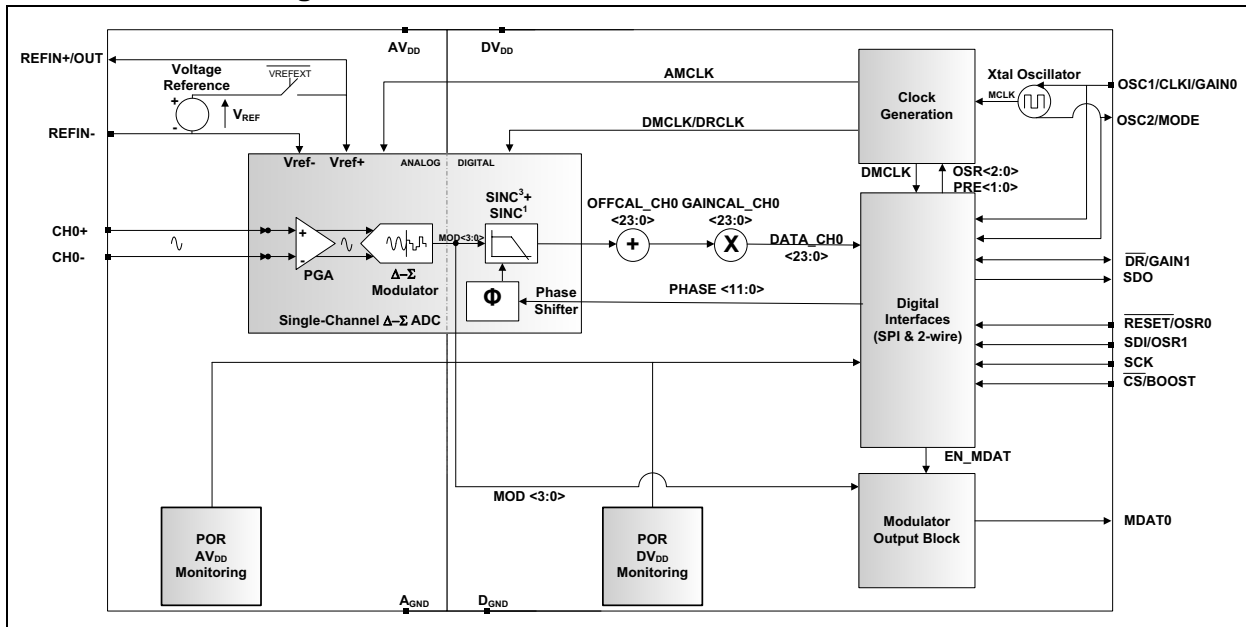 AVDD
DVDD
REFIN+/OUT
Voltage
Reference
VREFEXT
+
-
VREF
REFIN-
AMCLK
DMCLK/DRCLK
Clock
Generation
Xtal Oscillator
MCLK
OSC1/CLKI/GAIN0
OSC2/MODE
Vref-
Vref+
ANALOG
DIGITAL
DMCLK
OSR<2:0>
PRE<1:0>
SINC3+
SINC1
OFFCAL_CH0
<23:0>
GAINCAL_CH0
<23:0>
CH0+
CH0-
+
-
PGA
Δ–Σ
Modulator
MOD<3:0>
+
X
DATA_CH0
<23:0>
Φ
Phase
Shifter
PHASE <11:0>
Single-Channel Δ–Σ ADC
Digital
Interfaces
(SPI & 2-wire)
DR/GAIN1
SDO
RESET/OSR0
SDI/OSR1
SCK
CS/BOOST
EN_MDAT
MOD <3:0>
Modulator
Output Block
MDAT0
POR
AVDD
Monitoring
POR
DVDD
Monitoring
AGND
DGND